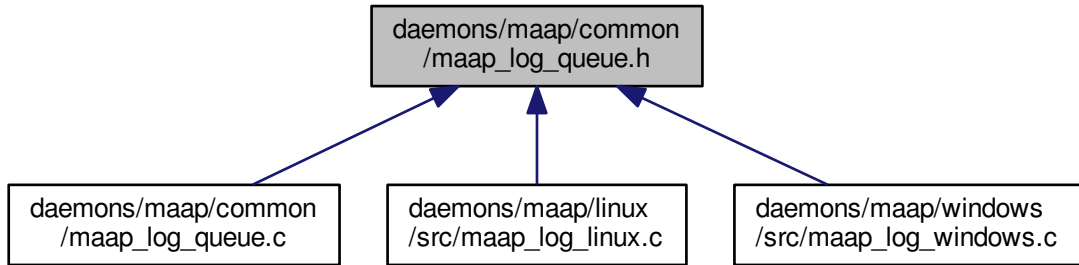 daemons/maap/common
/maap_log_queue.h
daemons/maap/common
/maap_log_queue.c
daemons/maap/linux
/src/maap_log_linux.c
daemons/maap/windows
/src/maap_log_windows.c